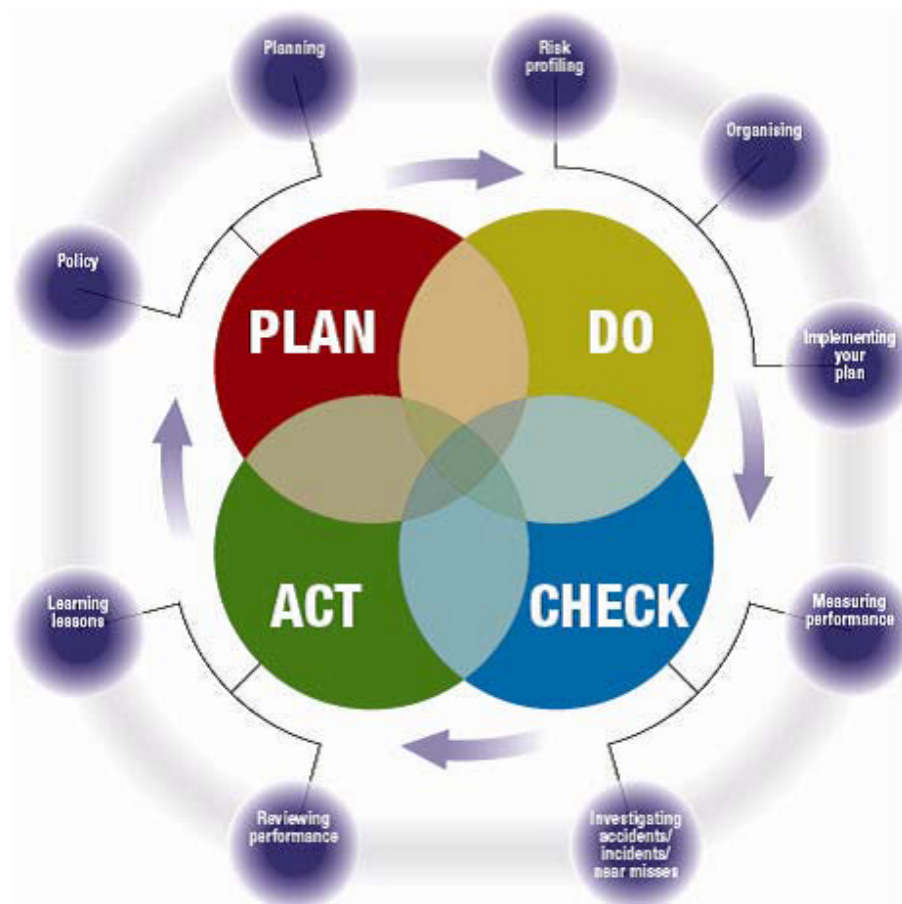 Planning
Risk
profiling
Organising
Policy
PLAN
DO
Implementing
your
plan
Learning
lessons
ACT
CHECK
Measuring
performance
Reviewing
performance
Investigating
accidents/
incidents/
near misses